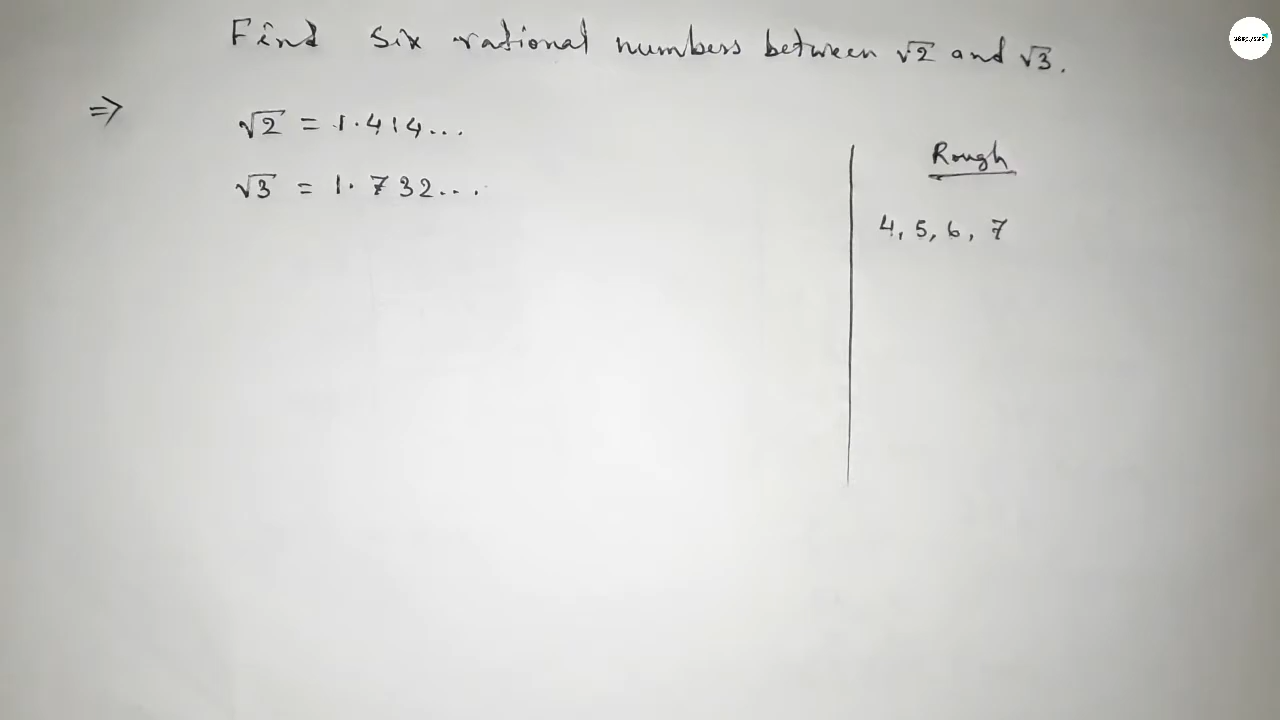 Find six rational numbers between √2 and √3.
⇒ √2 = 1.414...
√3 = 1.732...
Rough
4, 5, 6, 7